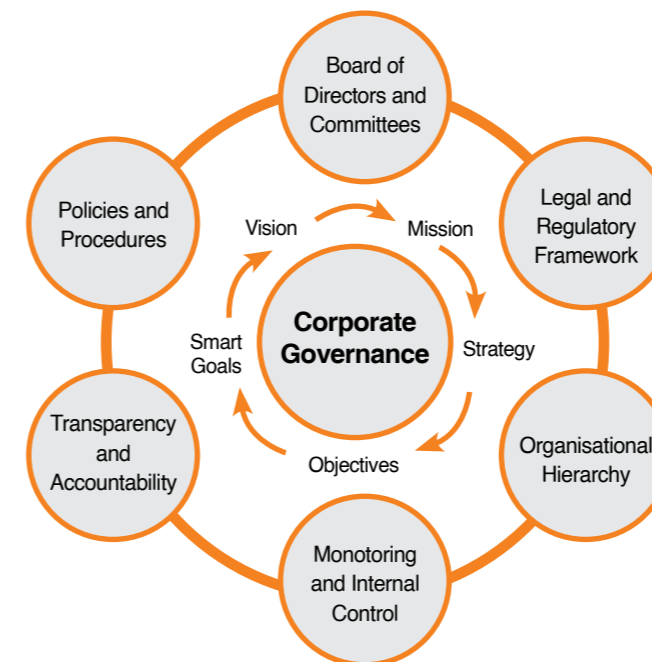 Board of
Directors and
Committees
Policies and
Procedures
Legal and
Regulatory
Framework
Vision
Mission
Corporate
Governance
Smart
Goals
Strategy
Objectives
Transparency
and
Accountability
Organisational
Hierarchy
Monotoring
and Internal
Control